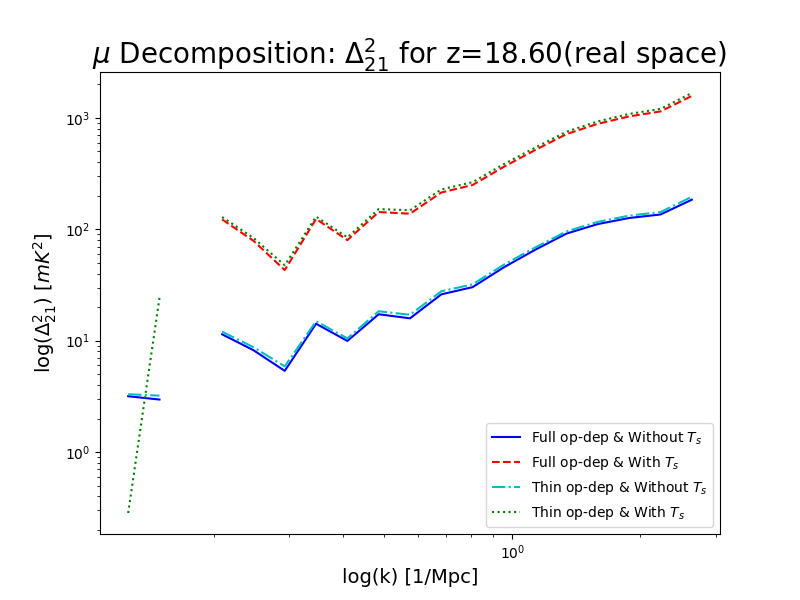 μ Decomposition: Δ²₂₁ for z=18.60(real space)
log(Δ²₂₁) [mK²]
10³
10²
10¹
10⁰
Full op-dep & Without Tₛ
Full op-dep & With Tₛ
Thin op-dep & Without Tₛ
Thin op-dep & With Tₛ
10⁰
log(k) [1/Mpc]